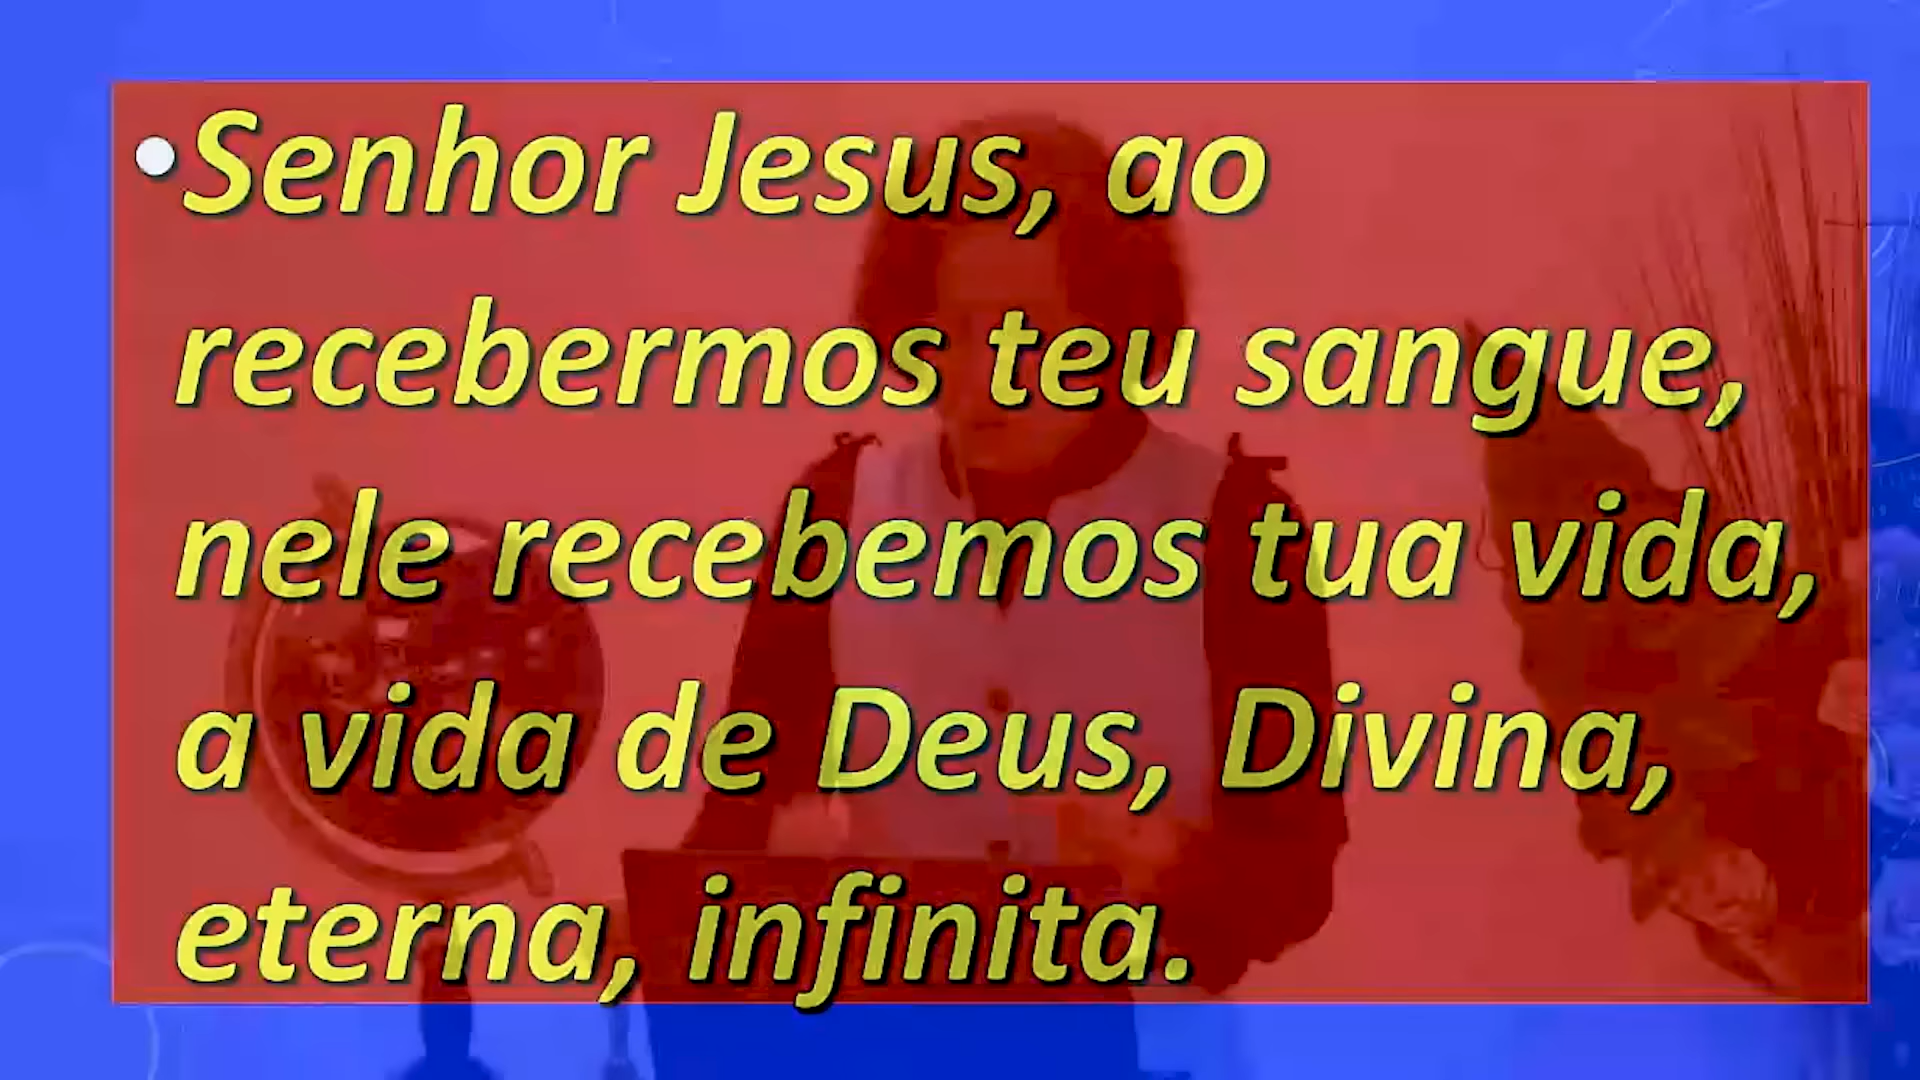 •Senhor Jesus, ao
recebermos teu sangue,
nele recebemos tua vida,
a vida de Deus, Divina,
eterna, infinita.